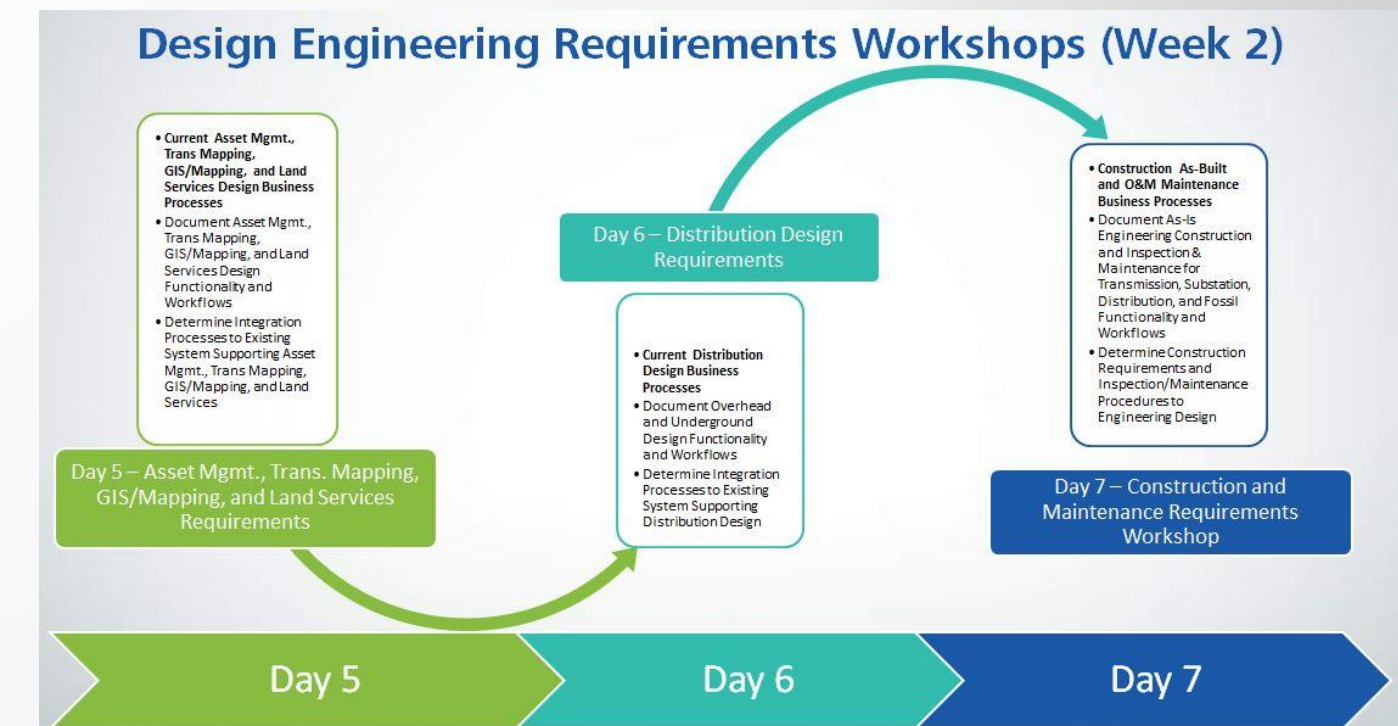 Design Engineering Requirements Workshops (Week 2)
• Current Asset Mgmt.,
Trans Mapping,
GIS/Mapping, and Land
Services Design Business
Processes
• Document Asset Mgmt.,
Trans Mapping,
GIS/Mapping, and Land
Services Design
Functionality and
Workflows
• Determine Integration
Processes to Existing
System Supporting Asset
Mgmt., Trans Mapping,
GIS/Mapping, and Land
Services
Day 5 – Asset Mgmt., Trans. Mapping,
GIS/Mapping, and Land Services
Requirements
Day 6 – Distribution Design
Requirements
• Current Distribution
Design Business
Processes
• Document Overhead
and Underground
Design Functionality
and Workflows
• Determine Integration
Processes to Existing
System Supporting
Distribution Design
• Construction As-Built
and O&M Maintenance
Business Processes
• Document As-Is
Engineering Construction
and Inspection &
Maintenance for
Transmission, Substation,
Distribution, and Fossil
Functionality and
Workflows
• Determine Construction
Requirements and
Inspection/Maintenance
Procedures to
Engineering Design
Day 7 – Construction and
Maintenance Requirements
Workshop
Day 5
Day 6
Day 7